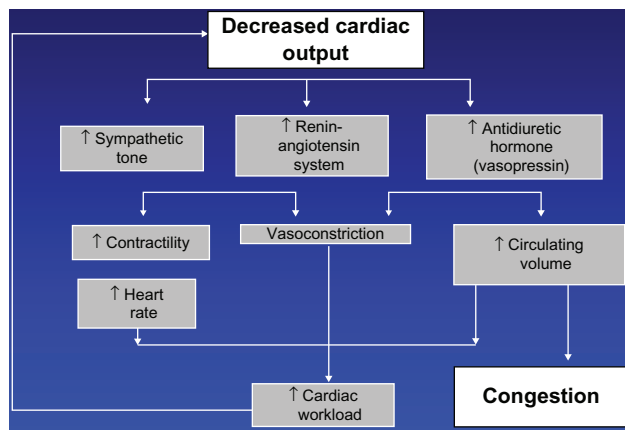 Decreased cardiac
output
↑ Sympathetic
tone
↑ Renin-
angiotensin
system
↑ Antidiuretic
hormone
(vasopressin)
↑ Contractility
Vasoconstriction
↑ Circulating
volume
↑ Heart
rate
Congestion
↑ Cardiac
workload